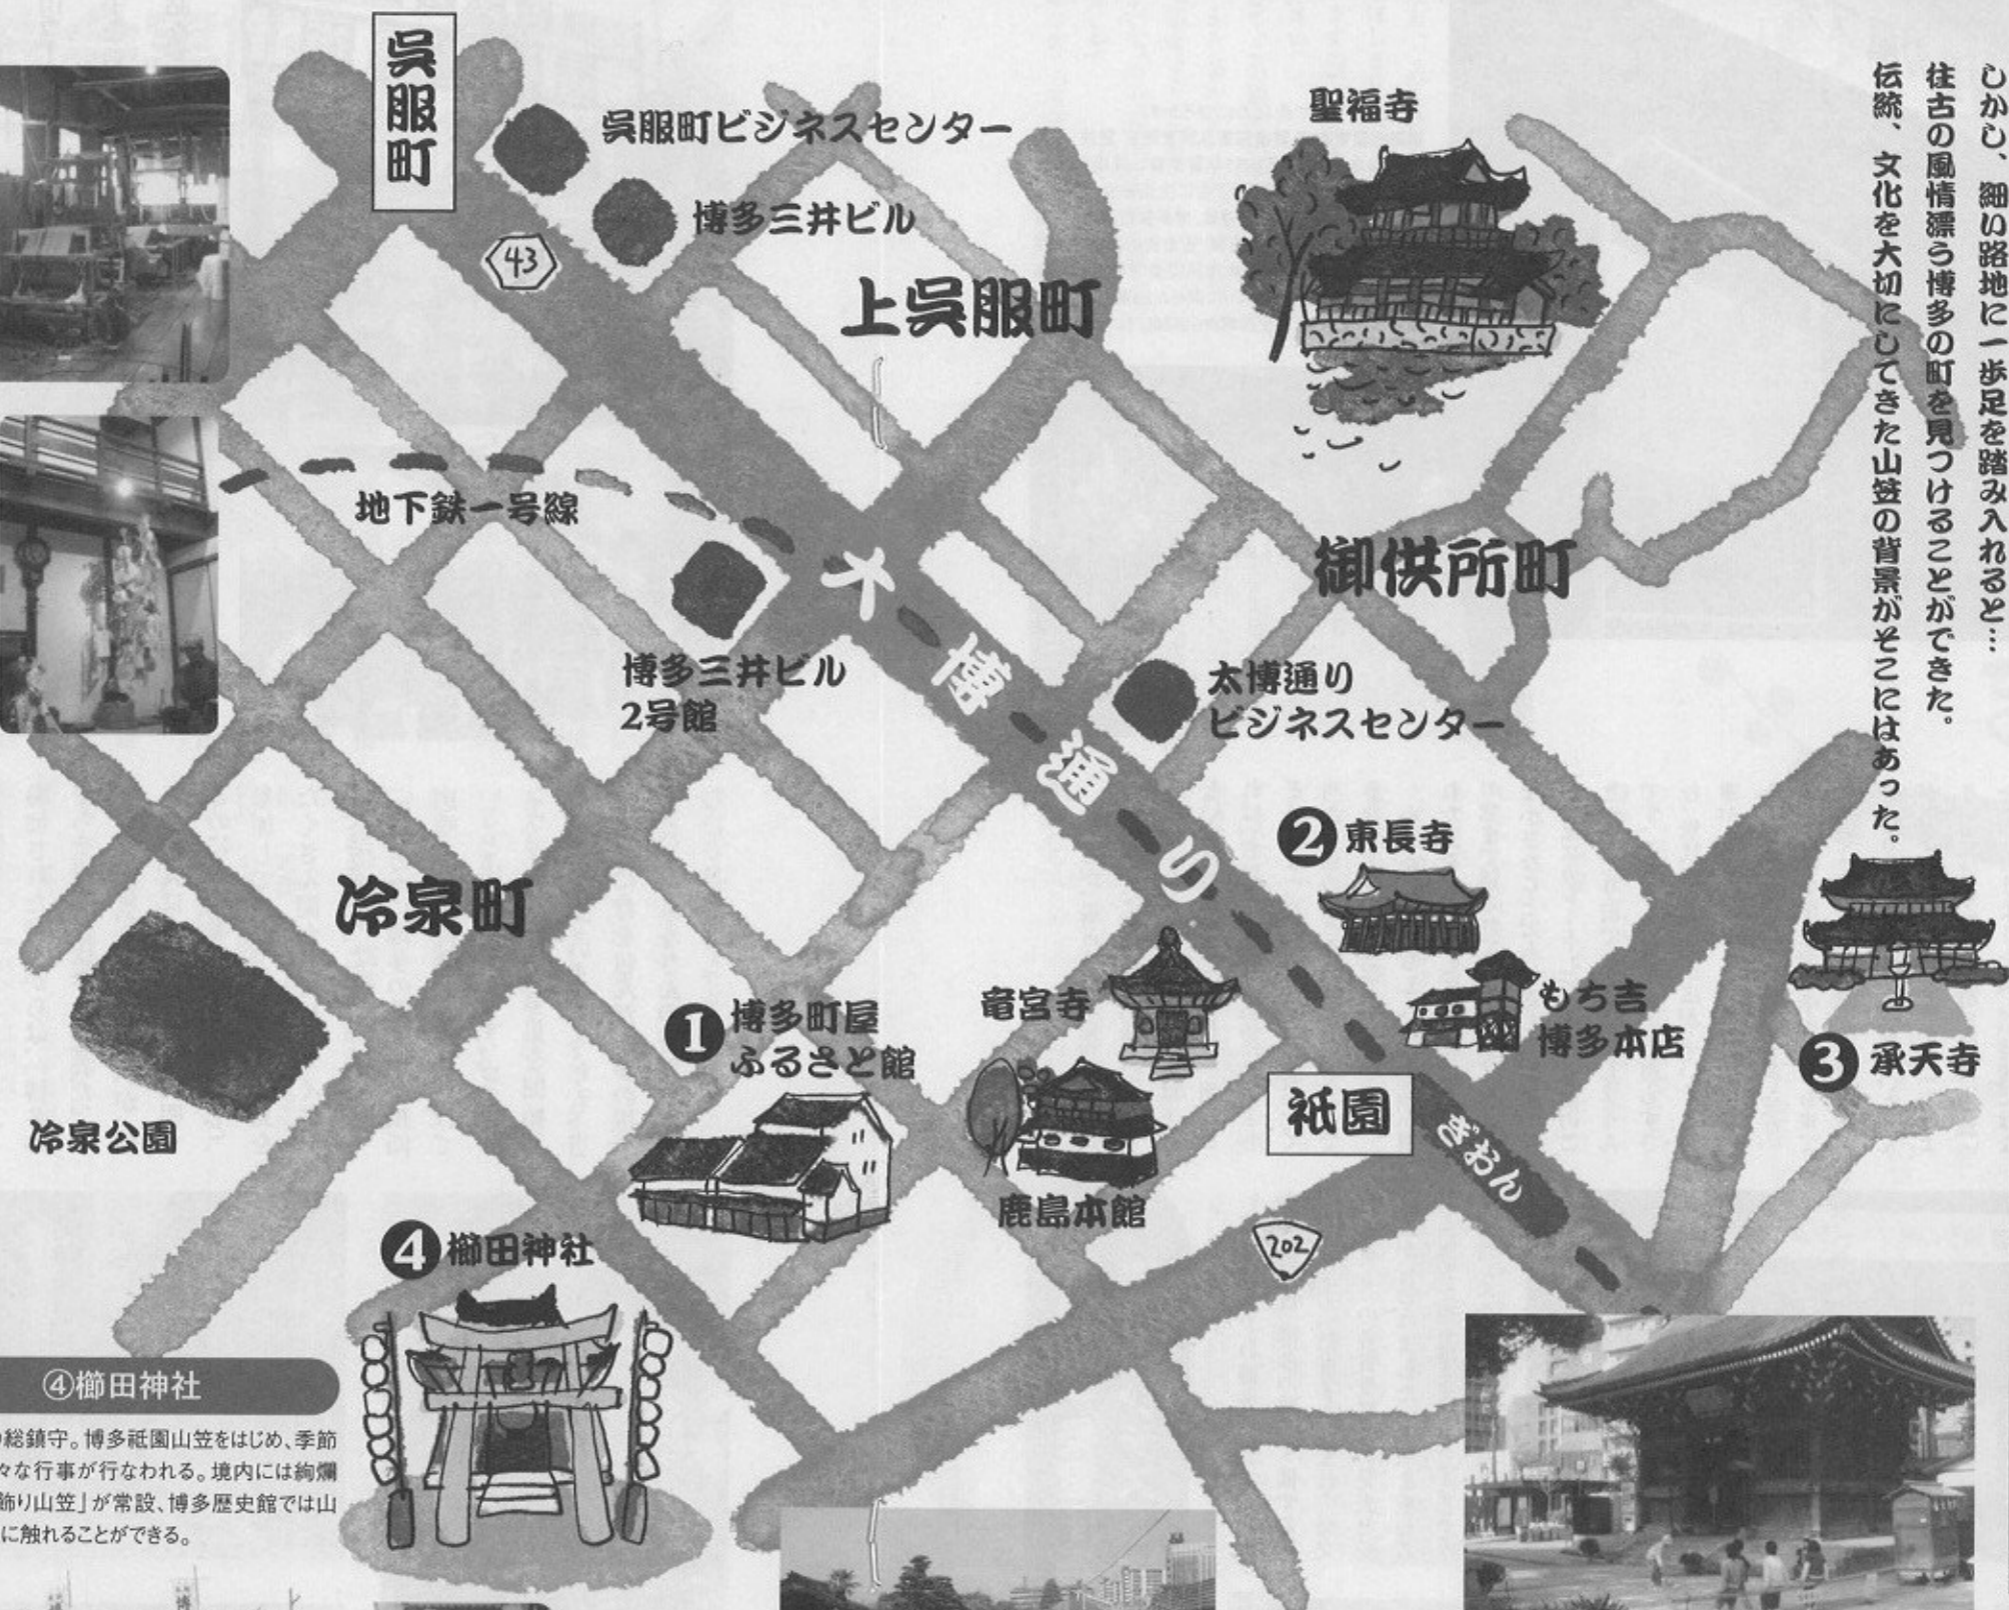 しかし、細い路地に一歩足を踏み入れると…
往古の風情漂う博多の町を見つけることができた。
伝統、文化を大切にしてきた山笠の背景がそこにはあった。
呉服町
呉服町ビジネスセンター
博多三井ビル
43
上呉服町
聖福寺
地下鉄一号線
御供所町
博多三井ビル
2号館
大博通り
太博通り
ビジネスセンター
❷東長寺
冷泉町
❶博多町屋
ふるさと館
竜宮寺
もち吉
博多本店
❸承天寺
祇園
ぎおん
冷泉公園
鹿島本館
202
❹櫛田神社
④櫛田神社
総鎮守。博多祇園山笠をはじめ、季節
々な行事が行なわれる。境内には絢爛
飾り山笠」が常設、博多歴史館では山
に触れることができる。